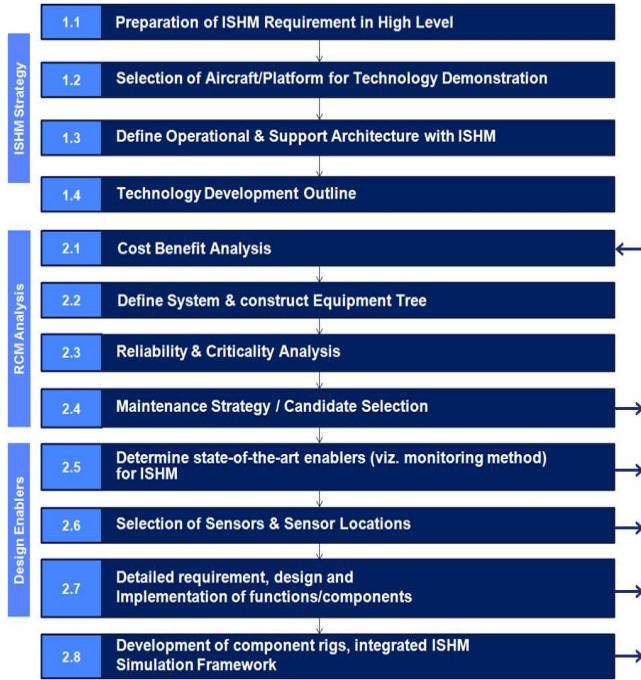 ISHM Strategy
1.1 Preparation of ISHM Requirement in High Level
1.2 Selection of Aircraft/Platform for Technology Demonstration
1.3 Define Operational & Support Architecture with ISHM
1.4 Technology Development Outline
RCM Analysis
2.1 Cost Benefit Analysis
2.2 Define System & construct Equipment Tree
2.3 Reliability & Criticality Analysis
2.4 Maintenance Strategy / Candidate Selection
Design Enablers
2.5 Determine state-of-the-art enablers (viz. monitoring method)
for ISHM
2.6 Selection of Sensors & Sensor Locations
2.7 Detailed requirement, design and
Implementation of functions/components
2.8 Development of component rigs, integrated ISHM
Simulation Framework